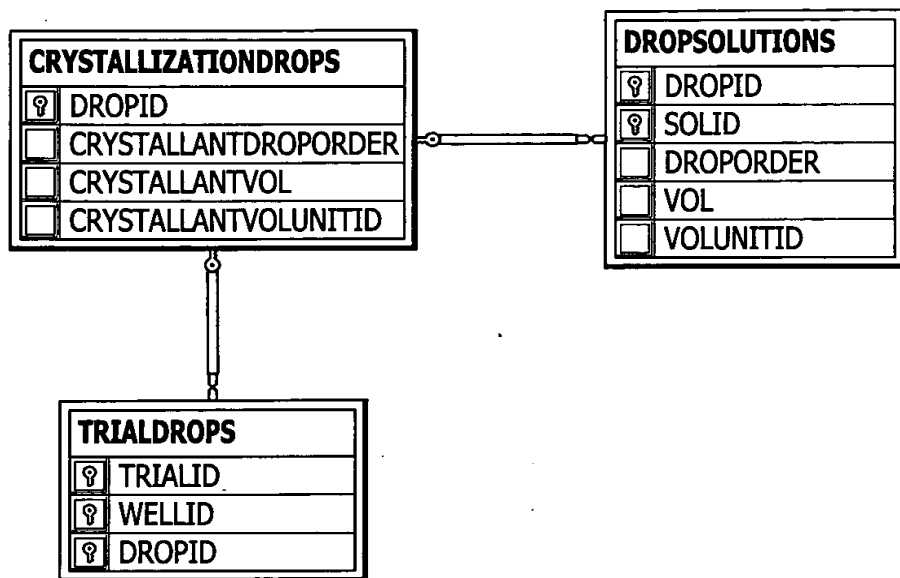 CRYSTALLIZATIONDROPS
DROPID
CRYSTALLANTDROPORDER
CRYSTALLANTVOL
CRYSTALLANTVOLUNITID
DROPSOLUTIONS
DROPID
SOLID
DROPORDER
VOL
VOLUNITID
TRIALDROPS
TRIALID
WELLID
DROPID